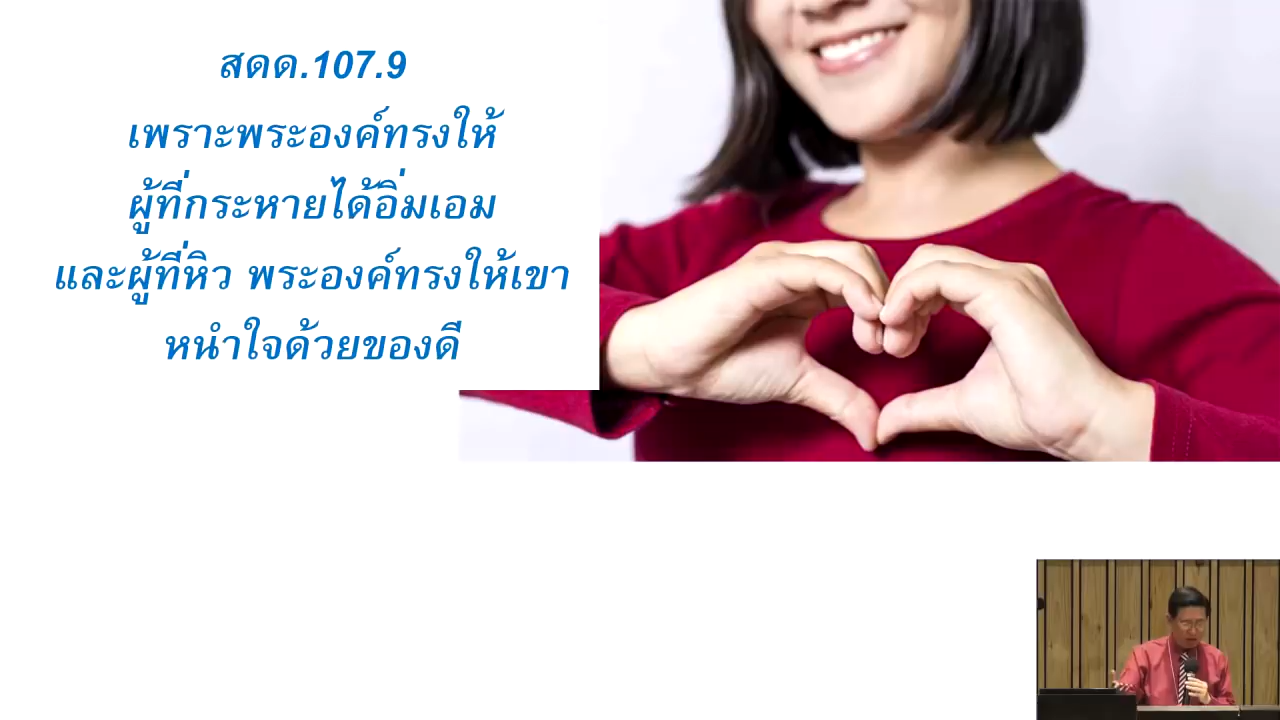 สดด.107.9
เพราะพระองค์ทรงให้
ผู้ที่กระหายได้อิ่มเอม
และผู้ที่หิว พระองค์ทรงให้เขา
หนำใจด้วยของดี